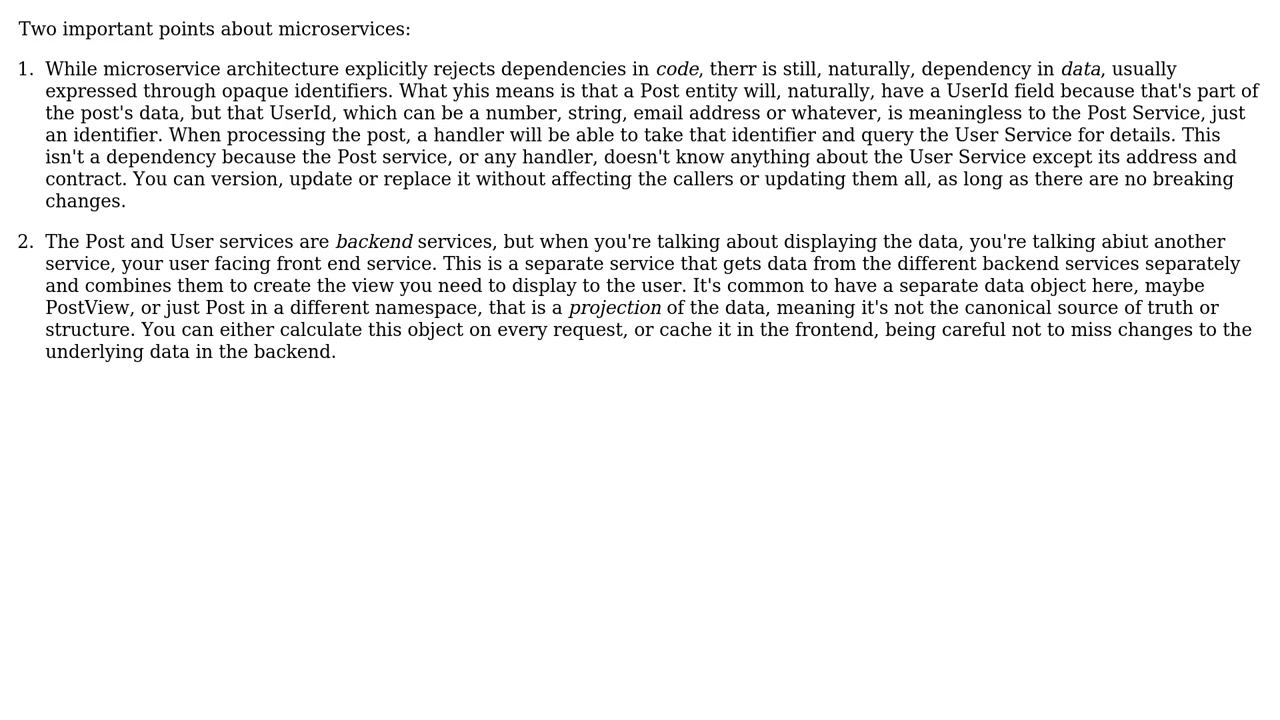 Two important points about microservices:
1. While microservice architecture explicitly rejects dependencies in code, therr is still, naturally, dependency in data, usually
expressed through opaque identifiers. What yhis means is that a Post entity will, naturally, have a UserId field because that's part of
the post's data, but that UserId, which can be a number, string, email address or whatever, is meaningless to the Post Service, just
an identifier. When processing the post, a handler will be able to take that identifier and query the User Service for details. This
isn't a dependency because the Post service, or any handler, doesn't know anything about the User Service except its address and
contract. You can version, update or replace it without affecting the callers or updating them all, as long as there are no breaking
changes.
2. The Post and User services are backend services, but when you're talking about displaying the data, you're talking abiut another
service, your user facing front end service. This is a separate service that gets data from the different backend services separately
and combines them to create the view you need to display to the user. It's common to have a separate data object here, maybe
PostView, or just Post in a different namespace, that is a projection of the data, meaning it's not the canonical source of truth or
structure. You can either calculate this object on every request, or cache it in the frontend, being careful not to miss changes to the
underlying data in the backend.